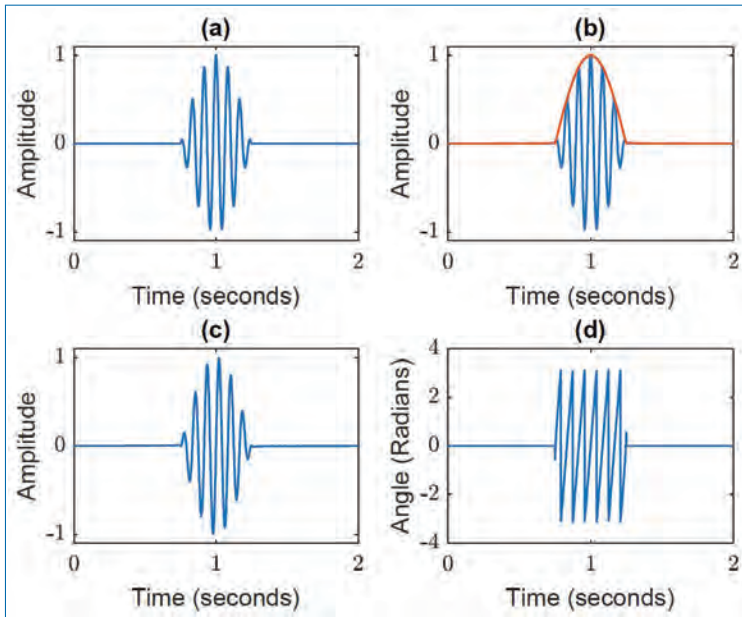 (a)
1
0
-1
Amplitude
0 1 2
Time (seconds)
(b)
1
0
-1
Amplitude
0 1 2
Time (seconds)
(c)
1
0
-1
Amplitude
0 1 2
Time (seconds)
(d)
4
2
0
-2
-4
Angle (Radians)
0 1 2
Time (seconds)